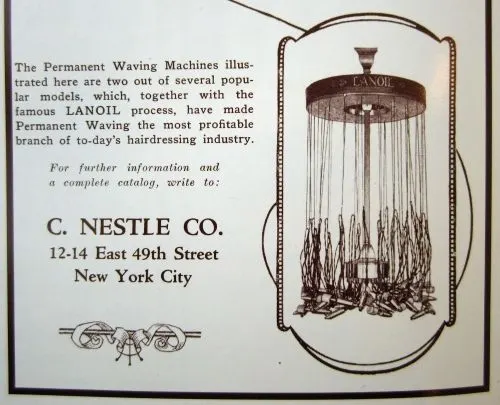 The Permanent Waving Machines illus-
trated here are two out of several popu-
lar models, which, together with the
famous LANOIL process, have made
Permanent Waving the most profitable
branch of to-day's hairdressing industry.
For further information and
a complete catalog, write to:
C. NESTLE CO.
12-14 East 49th Street
New York City
LANOIL